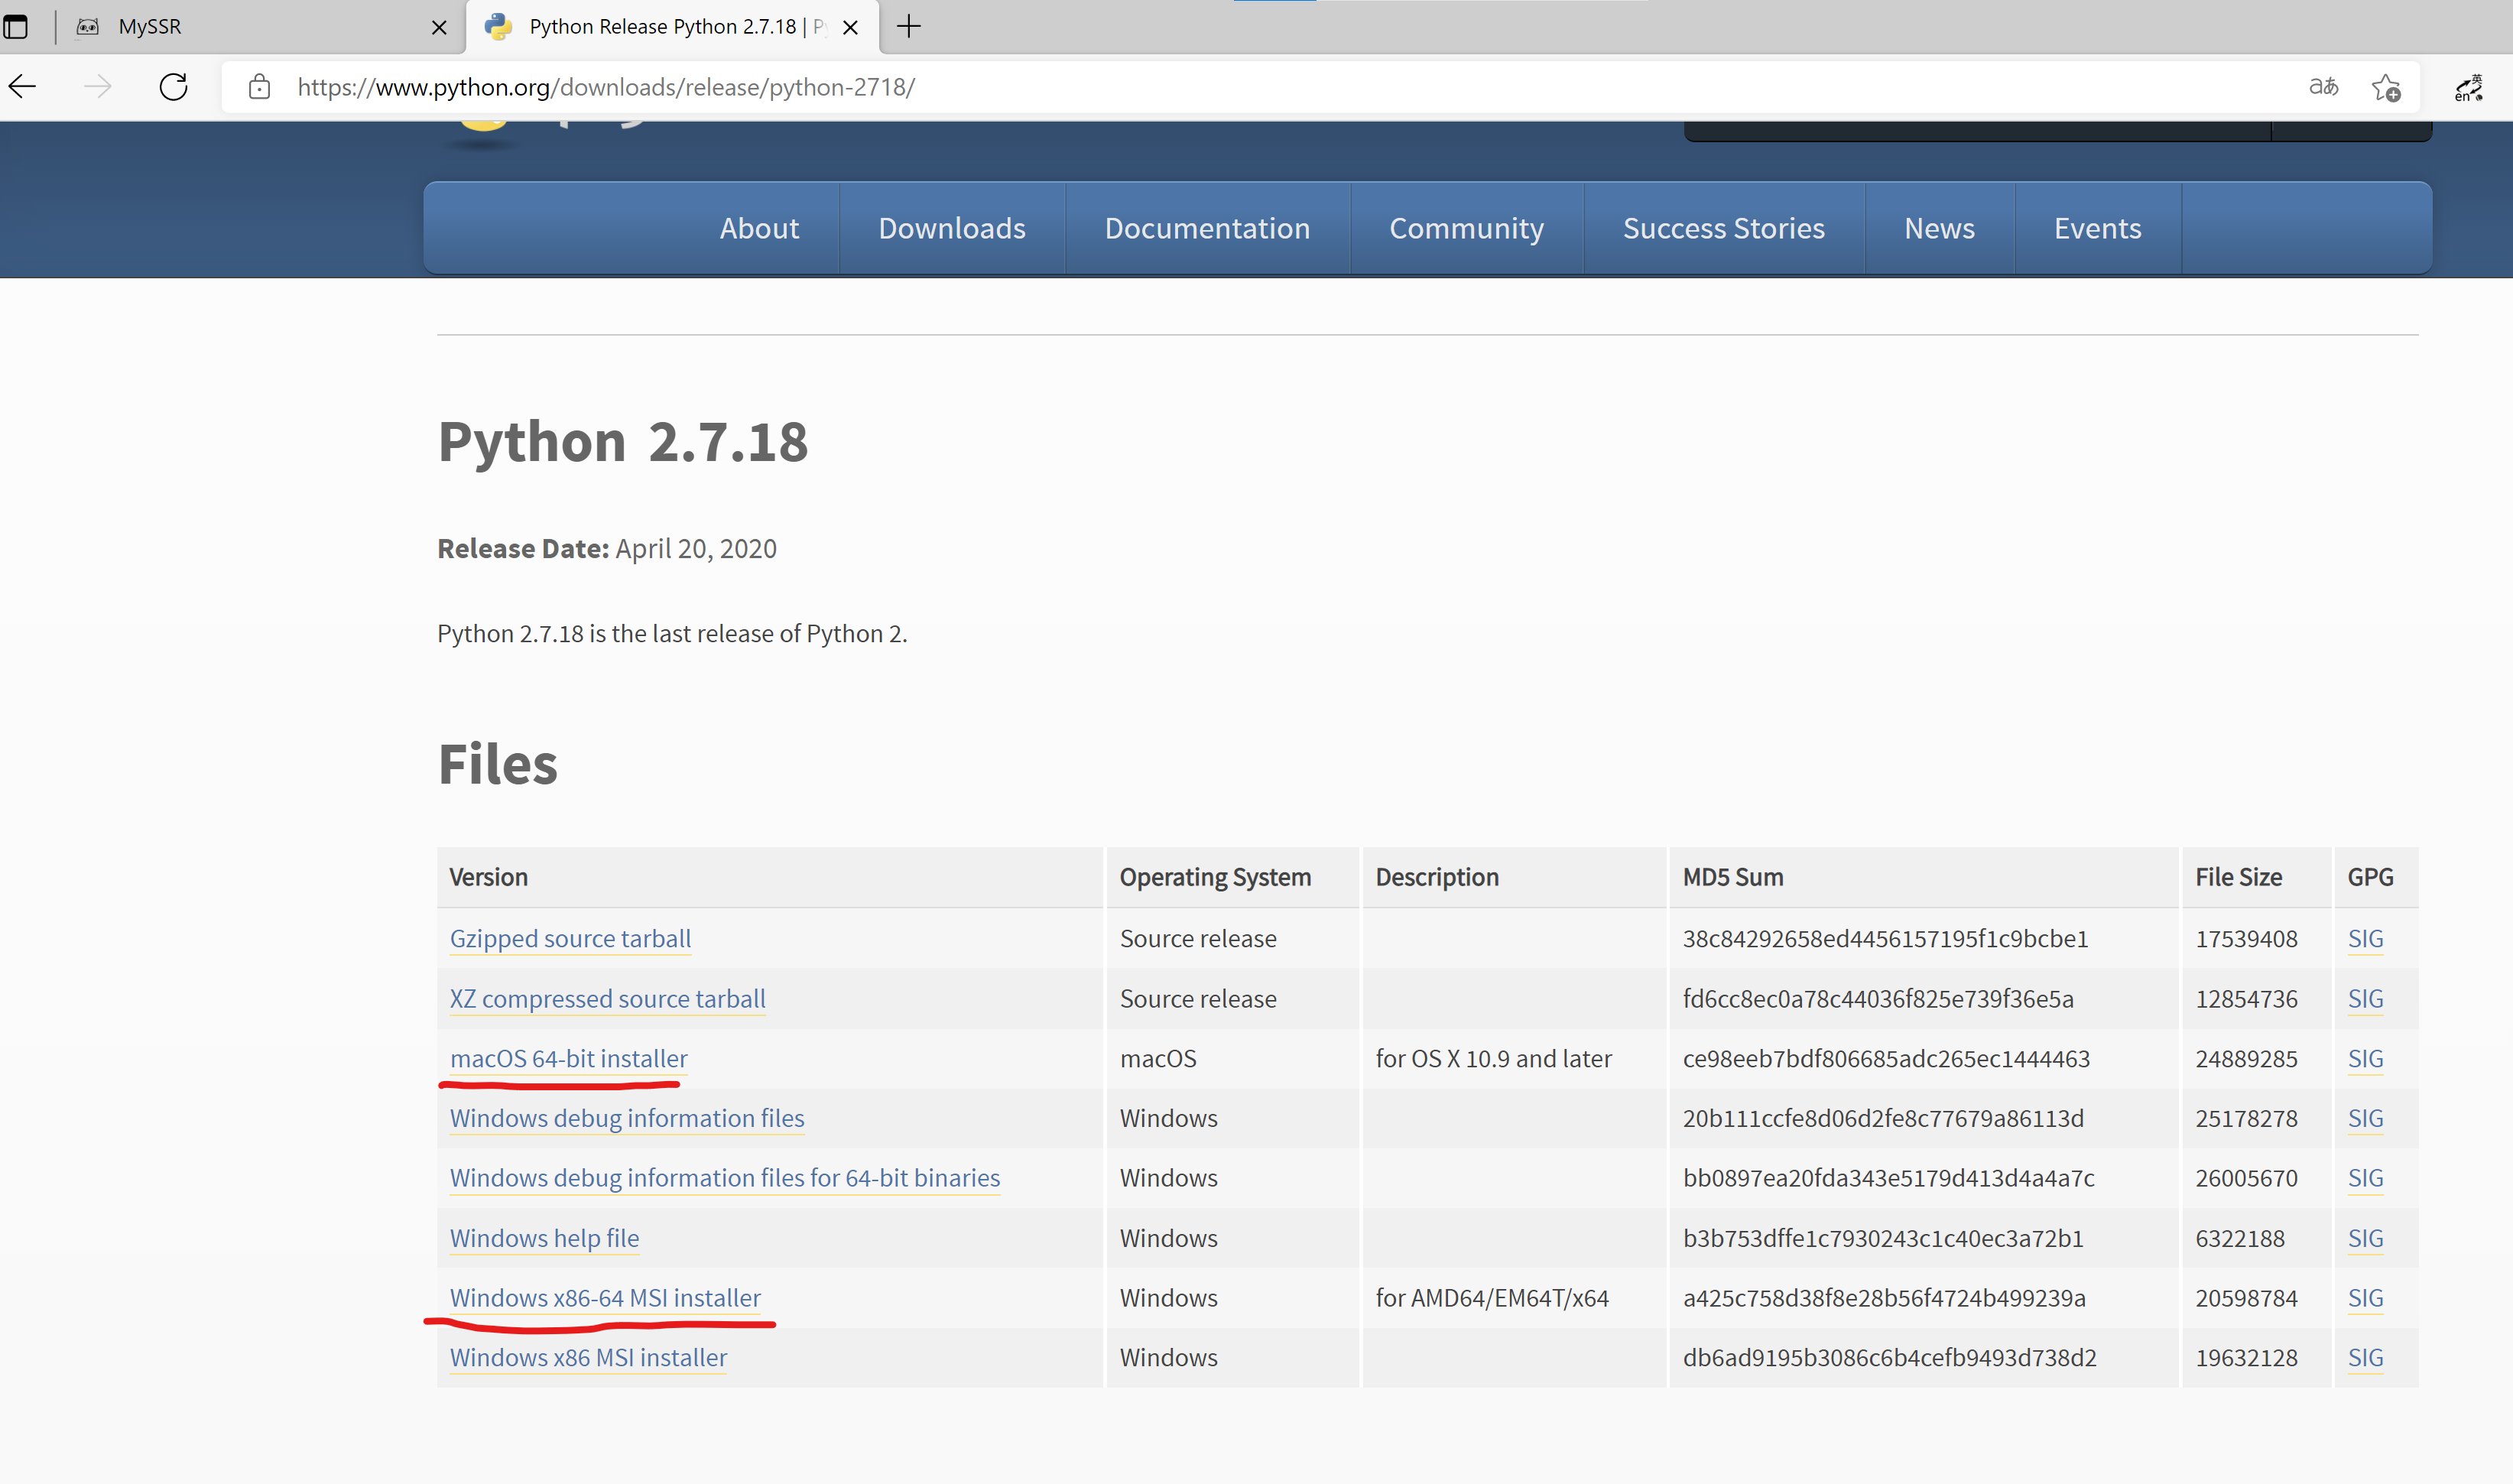 MySSR
Python Release Python 2.7.18 | P
https://www.python.org/downloads/release/python-2718/ aあ en 英
About Downloads Documentation Community Success Stories News Events
Python 2.7.18
Release Date: April 20, 2020
Python 2.7.18 is the last release of Python 2.
Files
Version Operating System Description MD5 Sum File Size GPG
Gzipped source tarball Source release 38c84292658ed4456157195f1c9bcbe1 17539408 SIG
XZ compressed source tarball Source release fd6cc8ec0a78c44036f825e739f36e5a 12854736 SIG
macOS 64-bit installer macOS for OS X 10.9 and later ce98eeb7bdf806685adc265ec1444463 24889285 SIG
Windows debug information files Windows 20b111ccfe8d06d2fe8c77679a86113d 25178278 SIG
Windows debug information files for 64-bit binaries Windows bb0897ea20fda343e5179d413d4a4a7c 26005670 SIG
Windows help file Windows b3b753dffe1c7930243c1c40ec3a72b1 6322188 SIG
Windows x86-64 MSI installer Windows for AMD64/EM64T/x64 a425c758d38f8e28b56f4724b499239a 20598784 SIG
Windows x86 MSI installer Windows db6ad9195b3086c6b4cefb9493d738d2 19632128 SIG